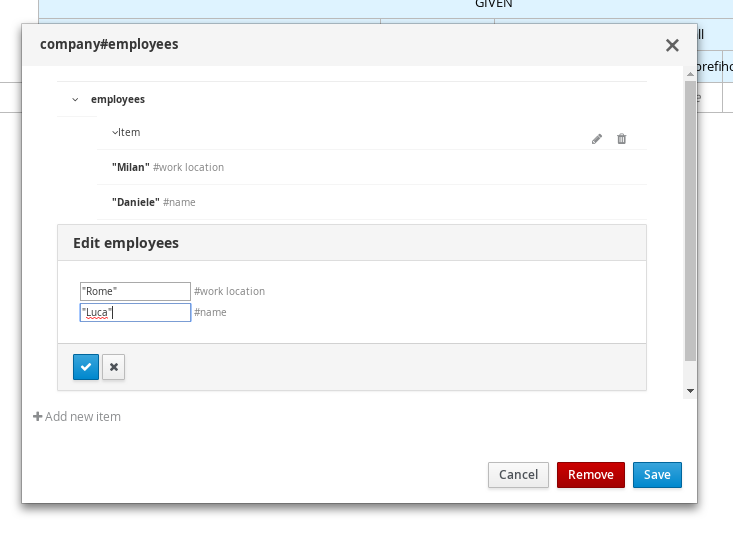 GIVEN
ll
company#employees
prefihc
employees
e
Item
"Milan" #work location
"Daniele" #name
Edit employees
"Rome" #work location
"Luca" #name
Add new item
Cancel Remove Save